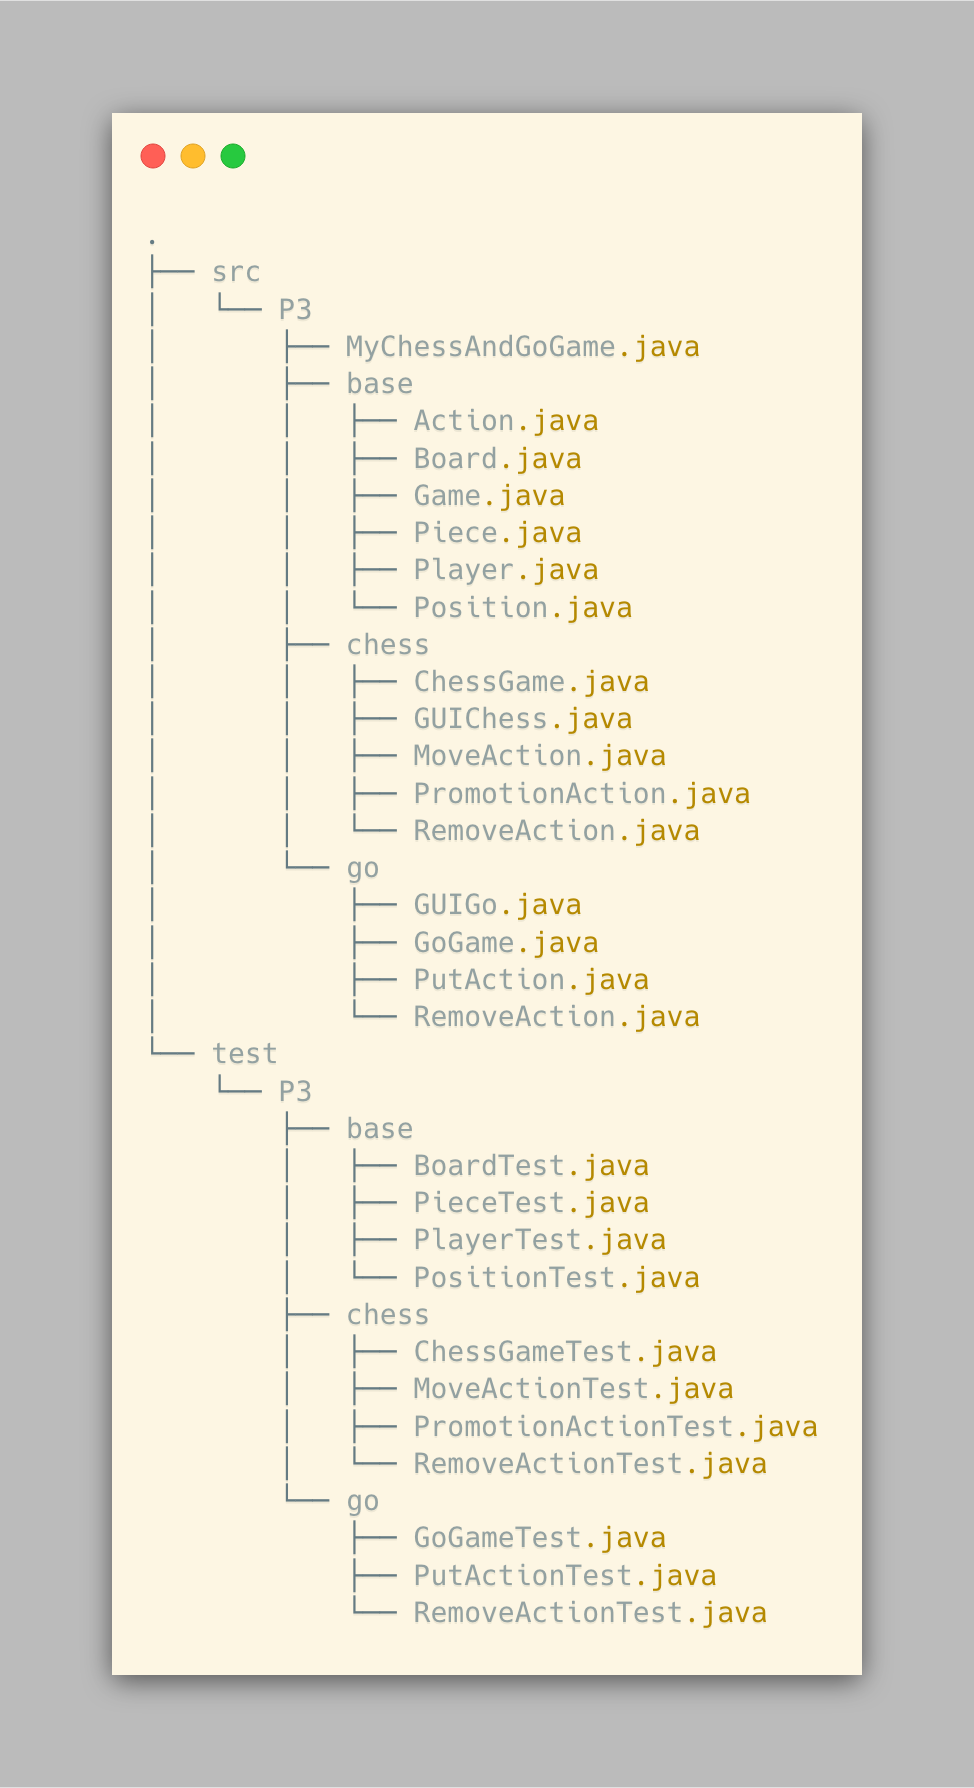 .
├── src
│   └── P3
│       ├── MyChessAndGoGame.java
│       ├── base
│       │   ├── Action.java
│       │   ├── Board.java
│       │   ├── Game.java
│       │   ├── Piece.java
│       │   ├── Player.java
│       │   └── Position.java
│       ├── chess
│       │   ├── ChessGame.java
│       │   ├── GUIChess.java
│       │   ├── MoveAction.java
│       │   ├── PromotionAction.java
│       │   └── RemoveAction.java
│       └── go
│           ├── GUIGo.java
│           ├── GoGame.java
│           ├── PutAction.java
│           └── RemoveAction.java
└── test
    └── P3
        ├── base
        │   ├── BoardTest.java
        │   ├── PieceTest.java
        │   ├── PlayerTest.java
        │   └── PositionTest.java
        ├── chess
        │   ├── ChessGameTest.java
        │   ├── MoveActionTest.java
        │   ├── PromotionActionTest.java
        │   └── RemoveActionTest.java
        └── go
            ├── GoGameTest.java
            ├── PutActionTest.java
            └── RemoveActionTest.java